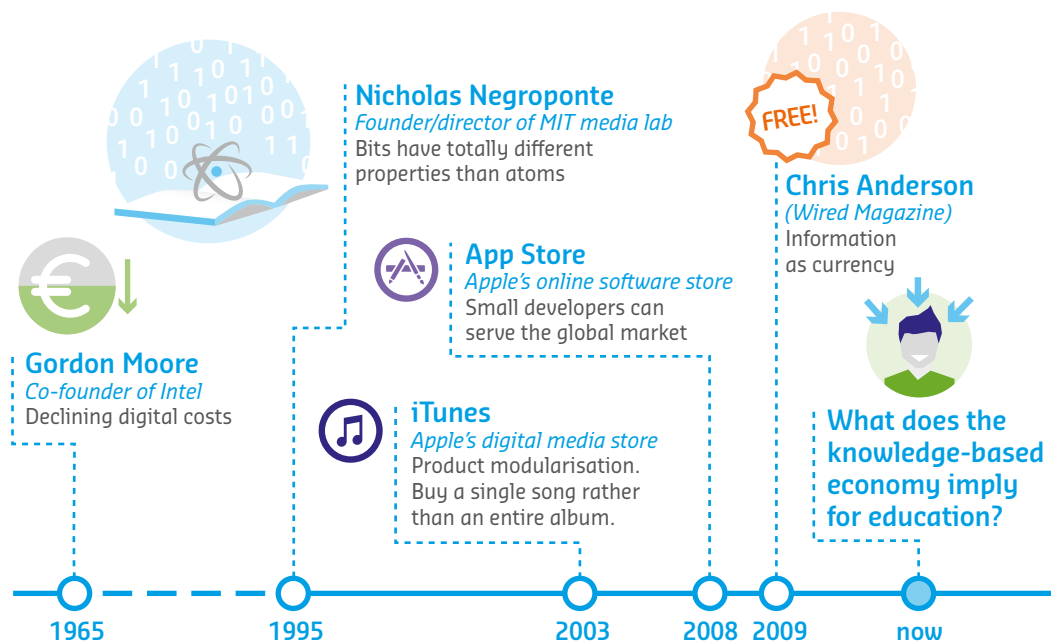 Nicholas Negroponte
Founder/director of MIT media lab
Bits have totally different
properties than atoms
FREE!
Chris Anderson
(Wired Magazine)
Information
as currency
App Store
Apple's online software store
Small developers can
serve the global market
Gordon Moore
Co-founder of Intel
Declining digital costs
iTunes
Apple's digital media store
Product modularisation.
Buy a single song rather
than an entire album.
What does the
knowledge-based
economy imply
for education?
1965
1995
2003
2008
2009
now